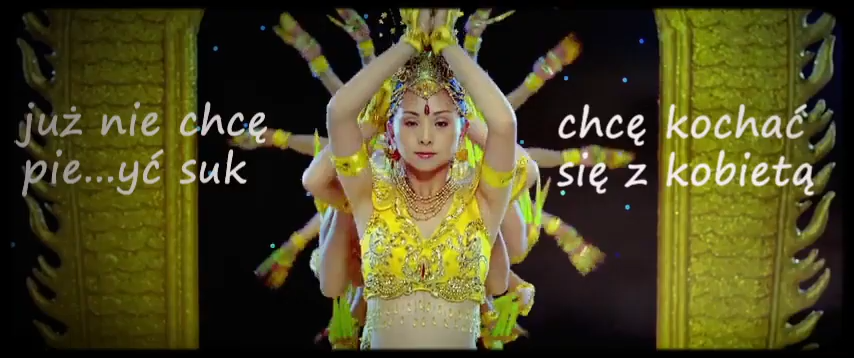 już nie chcę
pie...yć suk
chcę kochać
się z kobietą